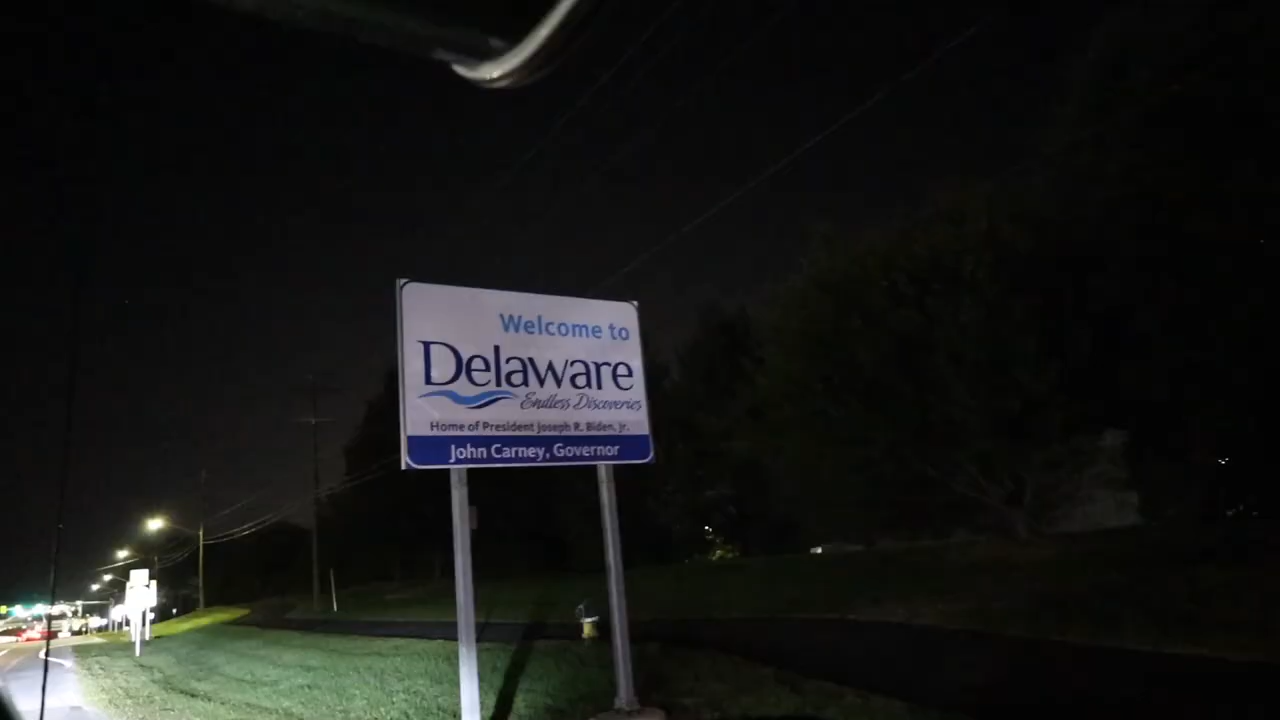 Welcome to
Delaware
Endless Discoveries
Home of President Joseph R. Biden, Jr.
John Carney, Governor